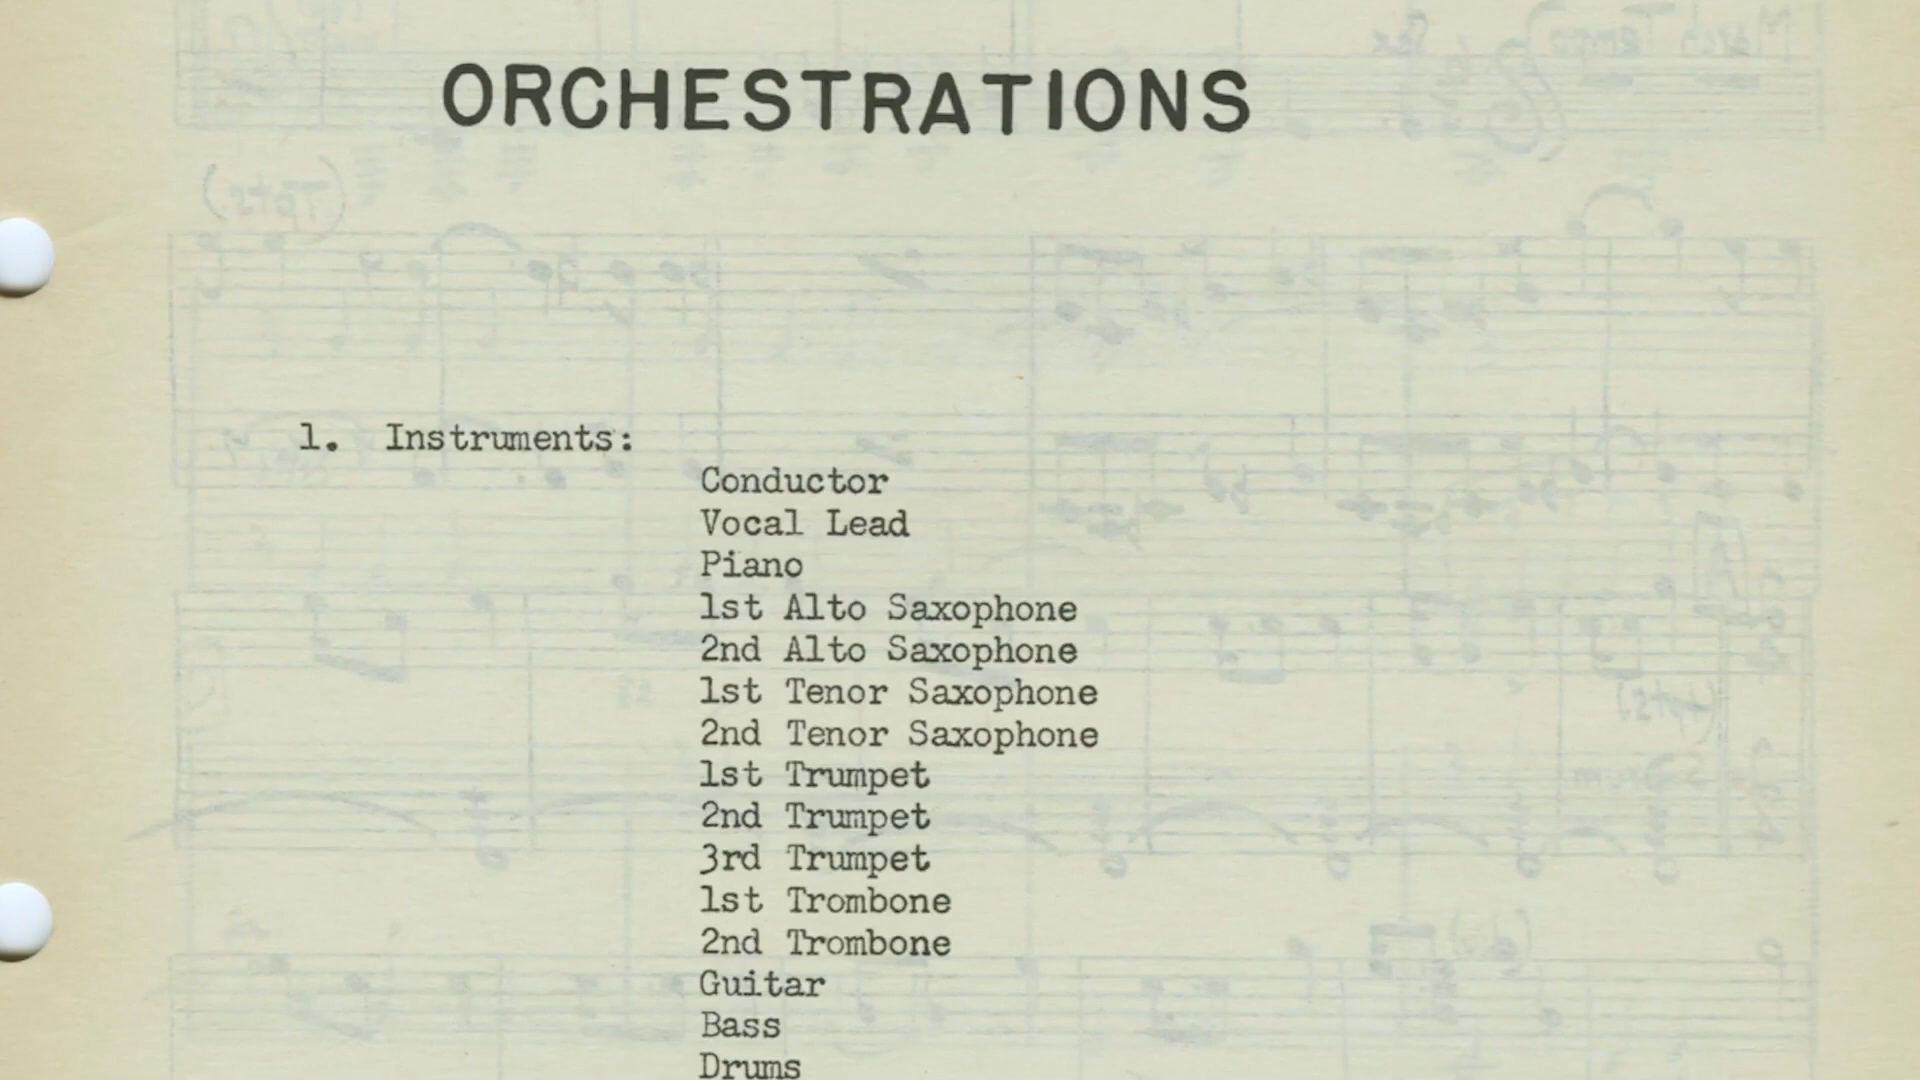 ORCHESTRATIONS
(Tpts.)
1. Instruments:
Conductor
Vocal Lead
Piano
1st Alto Saxophone
2nd Alto Saxophone
1st Tenor Saxophone
2nd Tenor Saxophone
1st Trumpet
2nd Trumpet
3rd Trumpet
1st Trombone
2nd Trombone
Guitar
Bass
Drums